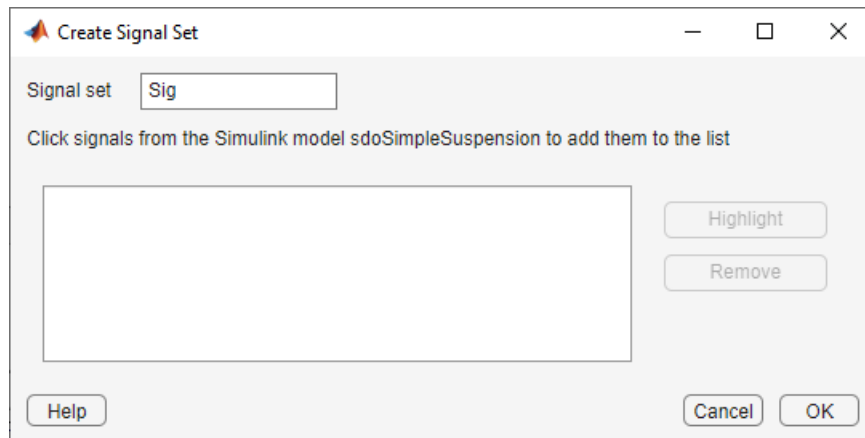 Create Signal Set
Signal set Sig
Click signals from the Simulink model sdoSimpleSuspension to add them to the list
Highlight
Remove
Help Cancel OK